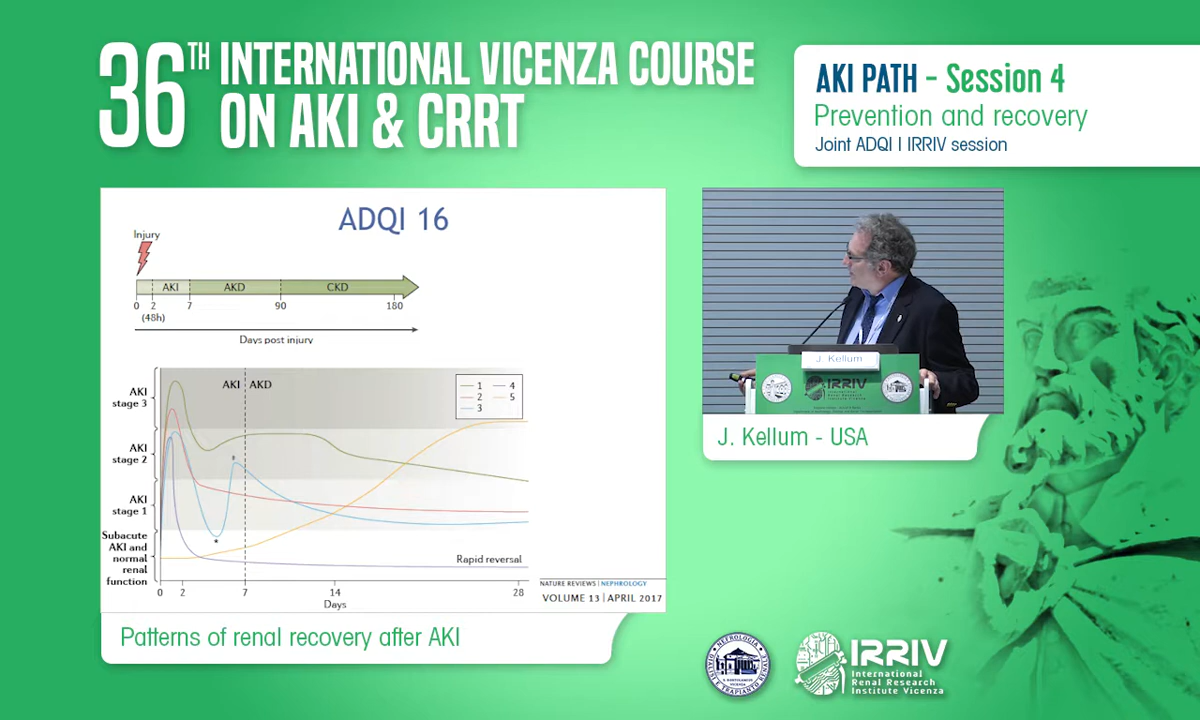 36TH INTERNATIONAL VICENZA COURSE
ON AKI & CRRT
AKI PATH - Session 4
Prevention and recovery
Joint ADQI | IRRIV session
ADQI 16
Injury
AKI
AKD
CKD
0
2
7
90
180
(48h)
Days post injury
AKI
stage 3
AKI
stage 2
AKI
stage 1
Subacute
AKI and
normal
renal
function
AKI
AKD
1
4
2
5
3
Rapid reversal
0
2
7
14
28
Days
NATURE REVIEWS | NEPHROLOGY
VOLUME 13 | APRIL 2017
J. Kellum
IRRIV
J. Kellum - USA
Patterns of renal recovery after AKI
IRRIV
International
Renal Research
Institute Vicenza